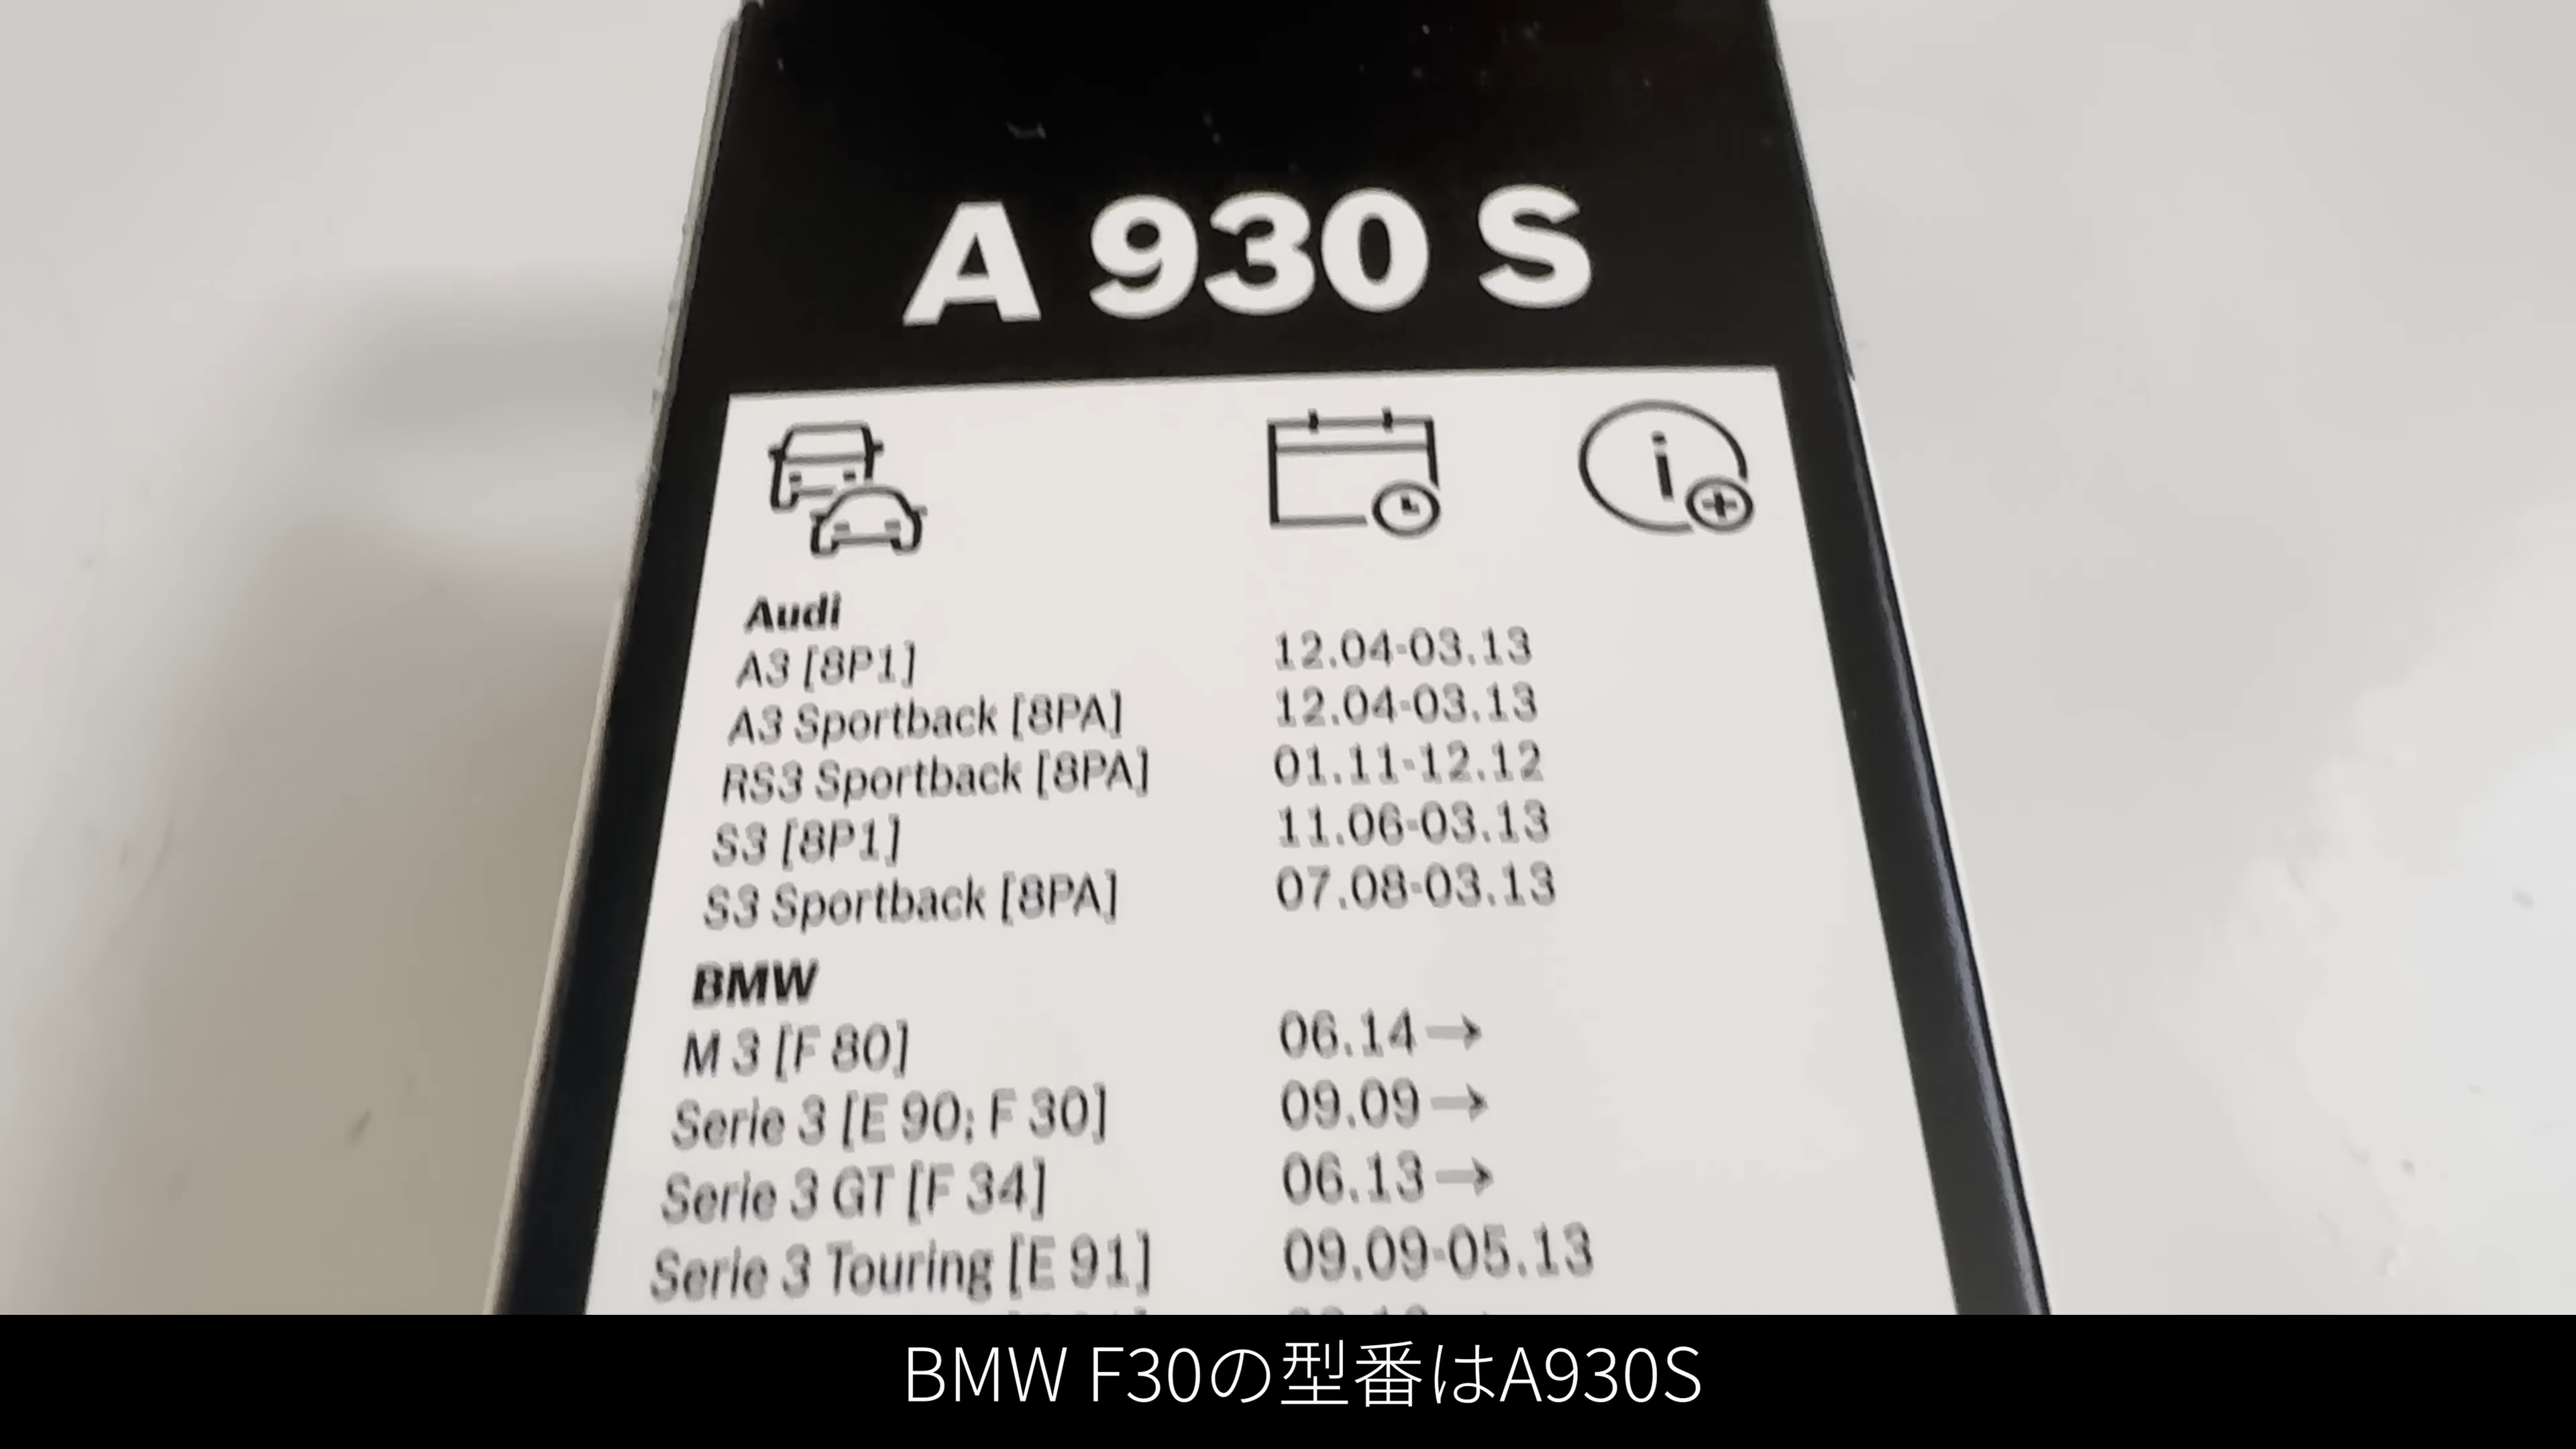 A 930 S
i
Audi
A3 [8P1] 12.04-03.13
A3 Sportback [8PA] 12.04-03.13
RS3 Sportback [8PA] 01.11-12.12
S3 [8P1] 11.06-03.13
S3 Sportback [8PA] 07.08-03.13
BMW
M 3 [F 80] 06.14→
Serie 3 [E 90; F 30] 09.09→
Serie 3 GT [F 34] 06.13→
Serie 3 Touring [E 91] 09.09-05.13
BMW F30の型番はA930S